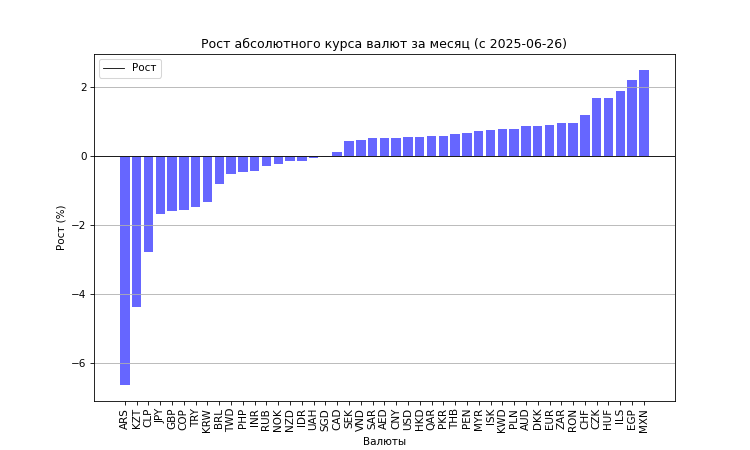 Рост абсолютного курса валют за месяц (с 2025-06-26)
Рост
2
0
−2
−4
−6
Рост (%)
ARS KZT CLP JPY GBP COP TRY KRW BRL TWD PHP INR RUB NOK NZD IDR UAH SGD CAD SEK VND SAR AED CNY USD HKD QAR PKR THB PEN MYR ISK KWD PLN AUD DKK EUR ZAR RON CHF CZK HUF ILS EGP MXN
Валюты